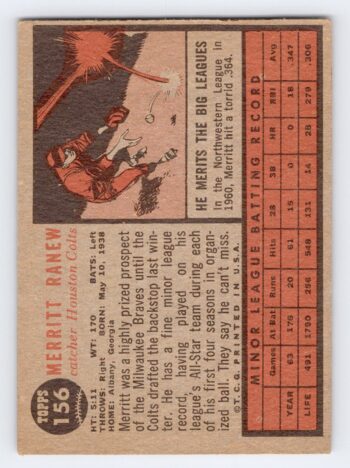 TOPPS
156
MERRITT RANEW
catcher Houston Colts
HT: 5:11 WT: 170 BATS: Left
THROWS: Right BORN: May 10, 1938
HOME: Albany, Georgia
Merritt was a highly prized prospect
of the Milwaukee Braves until the
Colts drafted the backstop last win-
ter. He has a fine minor league
record, having played on his
league's All-Star team during each
of his first four seasons in organ-
ized ball. They say he can't miss.
©T.C.G. PRINTED IN U.S.A.
HE MERITS THE BIG LEAGUES
In the Northwestern League in
1960, Merritt hit a torrid .364.
MINOR LEAGUE BATTING RECORD
Games At Bat Runs Hits 2B 3B HR RBI Avg
YEAR 63 176 20 61 15 0 0 18 .347
LIFE 491 1790 548 131 14 28 279 .306